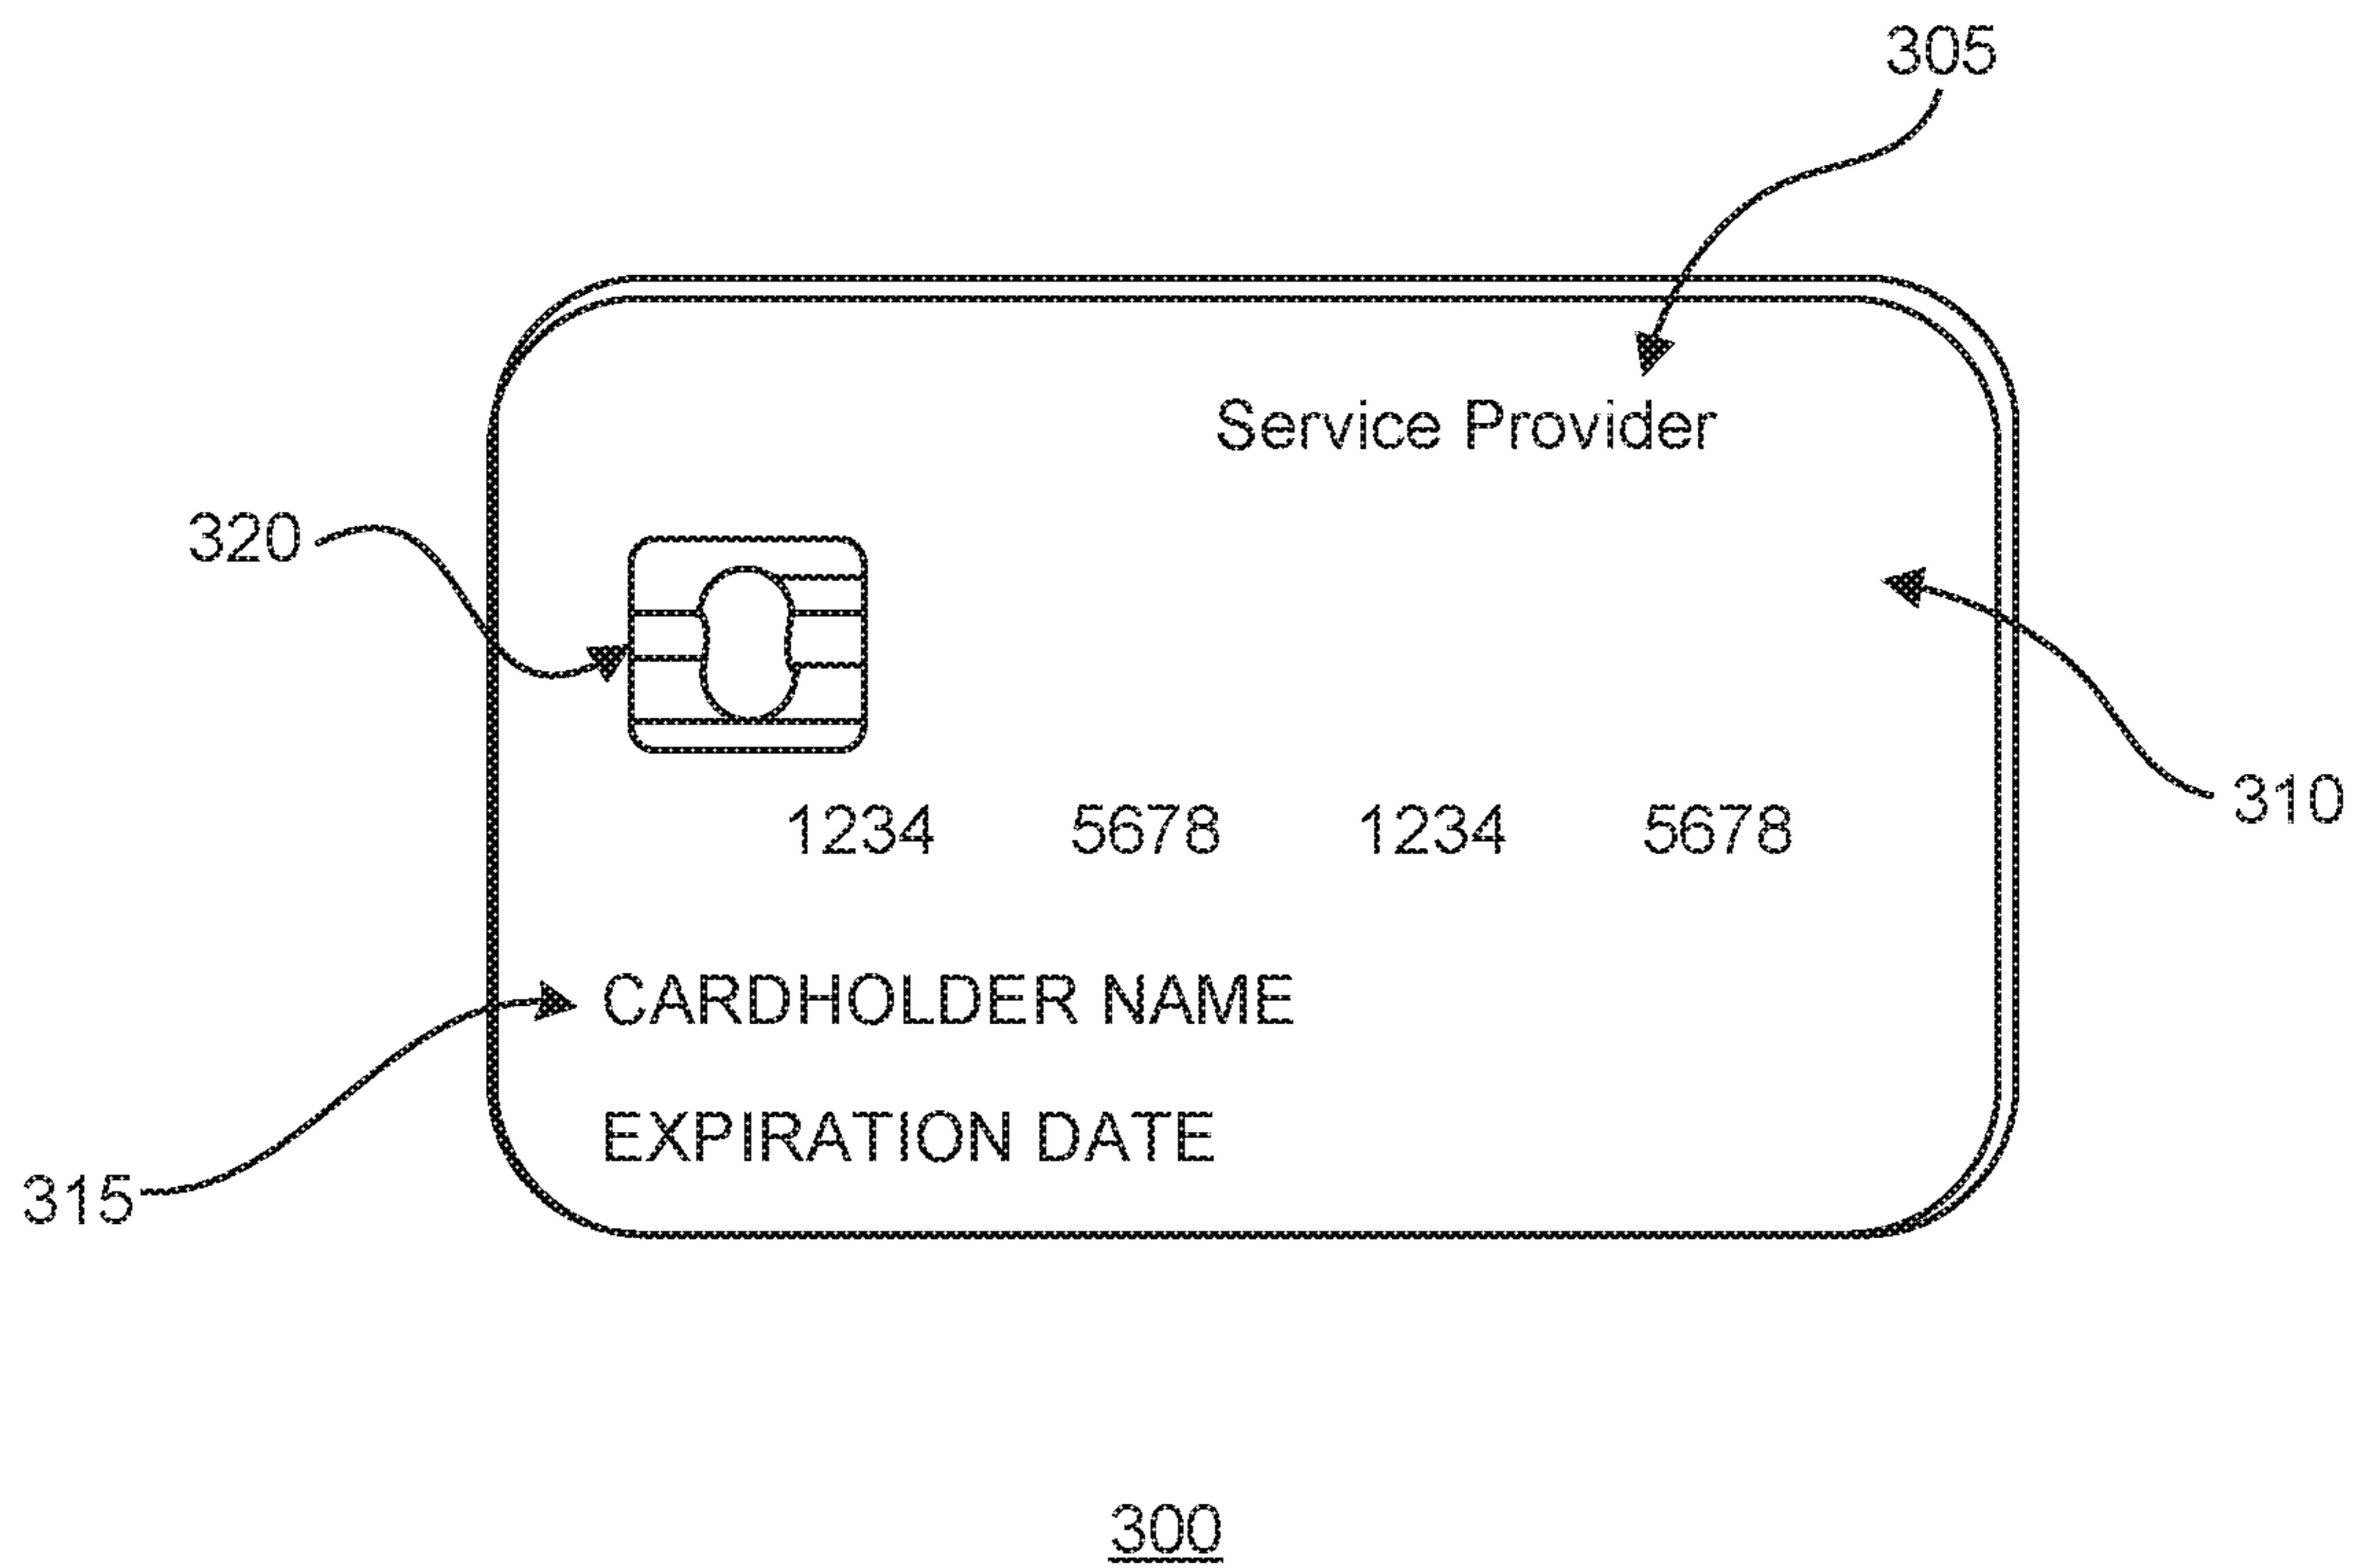 305
Service Provider
320
310
1234 5678 1234 5678
CARDHOLDER NAME
EXPIRATION DATE
315
300